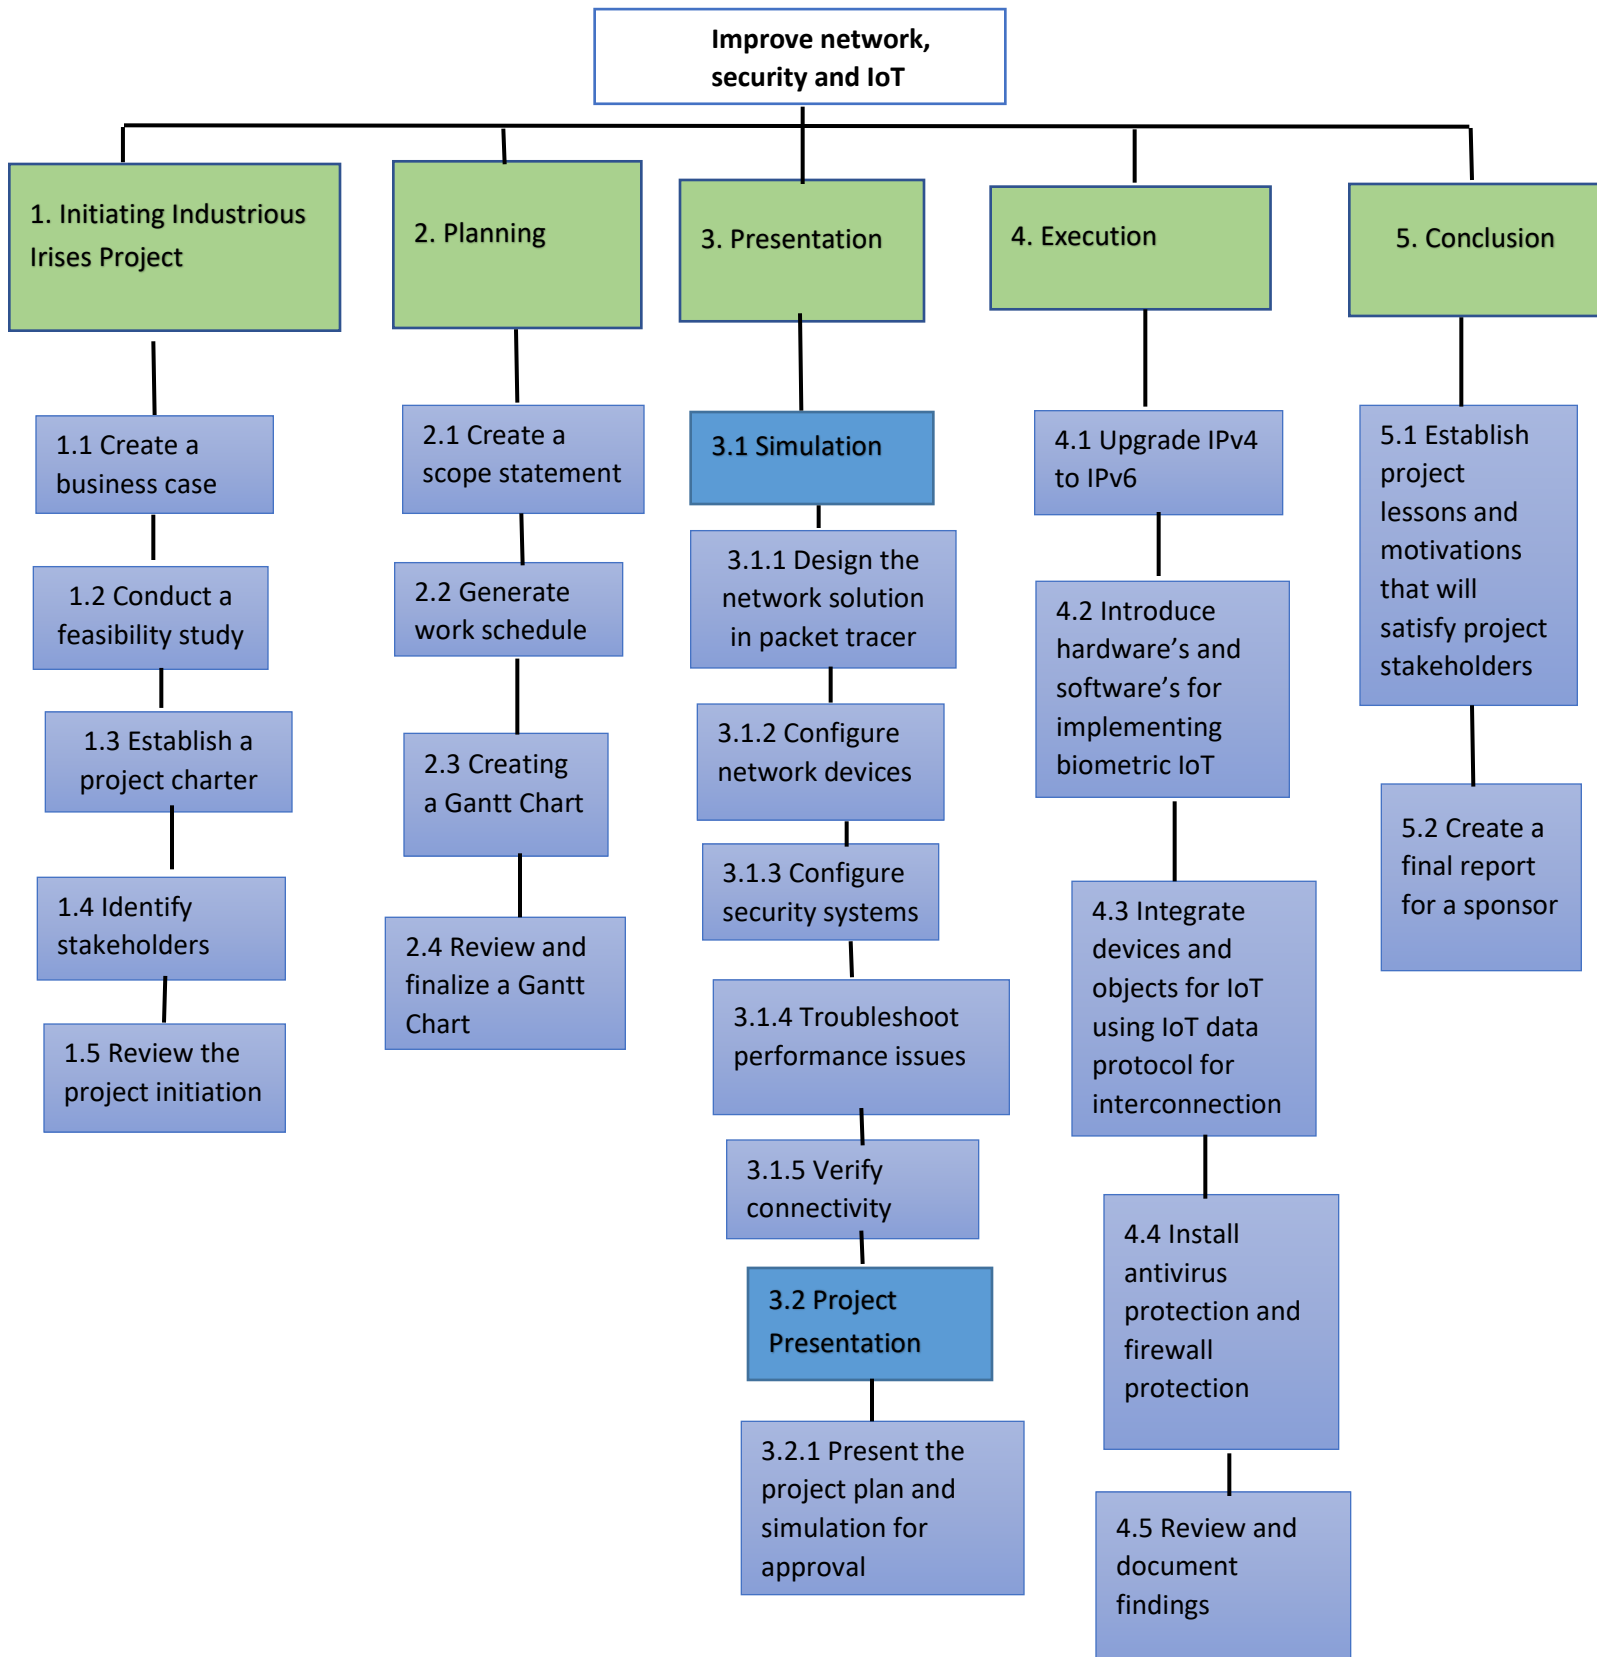 Improve network,
security and IoT
1. Initiating Industrious
Irises Project
2. Planning
3. Presentation
4. Execution
5. Conclusion
1.1 Create a
business case
1.2 Conduct a
feasibility study
1.3 Establish a
project charter
1.4 Identify
stakeholders
1.5 Review the
project initiation
2.1 Create a
scope statement
2.2 Generate
work schedule
2.3 Creating
a Gantt Chart
2.4 Review and
finalize a Gantt
Chart
3.1 Simulation
3.1.1 Design the
network solution
in packet tracer
3.1.2 Configure
network devices
3.1.3 Configure
security systems
3.1.4 Troubleshoot
performance issues
3.1.5 Verify
connectivity
3.2 Project
Presentation
3.2.1 Present the
project plan and
simulation for
approval
4.1 Upgrade IPv4
to IPv6
4.2 Introduce
hardware’s and
software’s for
implementing
biometric IoT
4.3 Integrate
devices and
objects for IoT
using IoT data
protocol for
interconnection
4.4 Install
antivirus
protection and
firewall
protection
4.5 Review and
document
findings
5.1 Establish
project
lessons and
motivations
that will
satisfy project
stakeholders
5.2 Create a
final report
for a sponsor